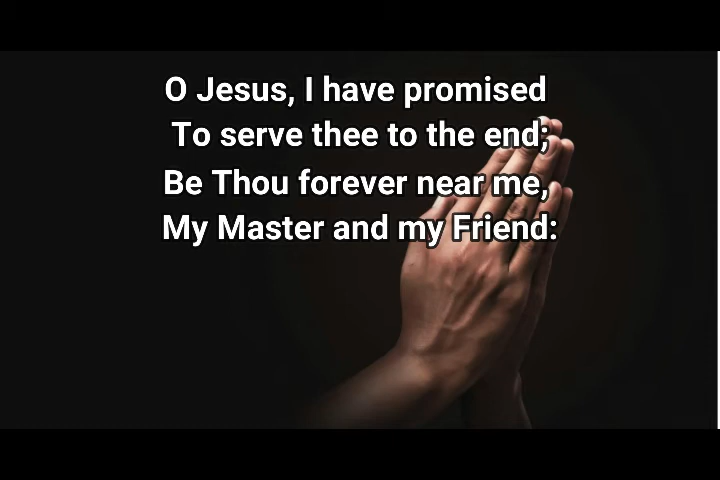 O Jesus, I have promised
To serve thee to the end;
Be Thou forever near me,
My Master and my Friend: